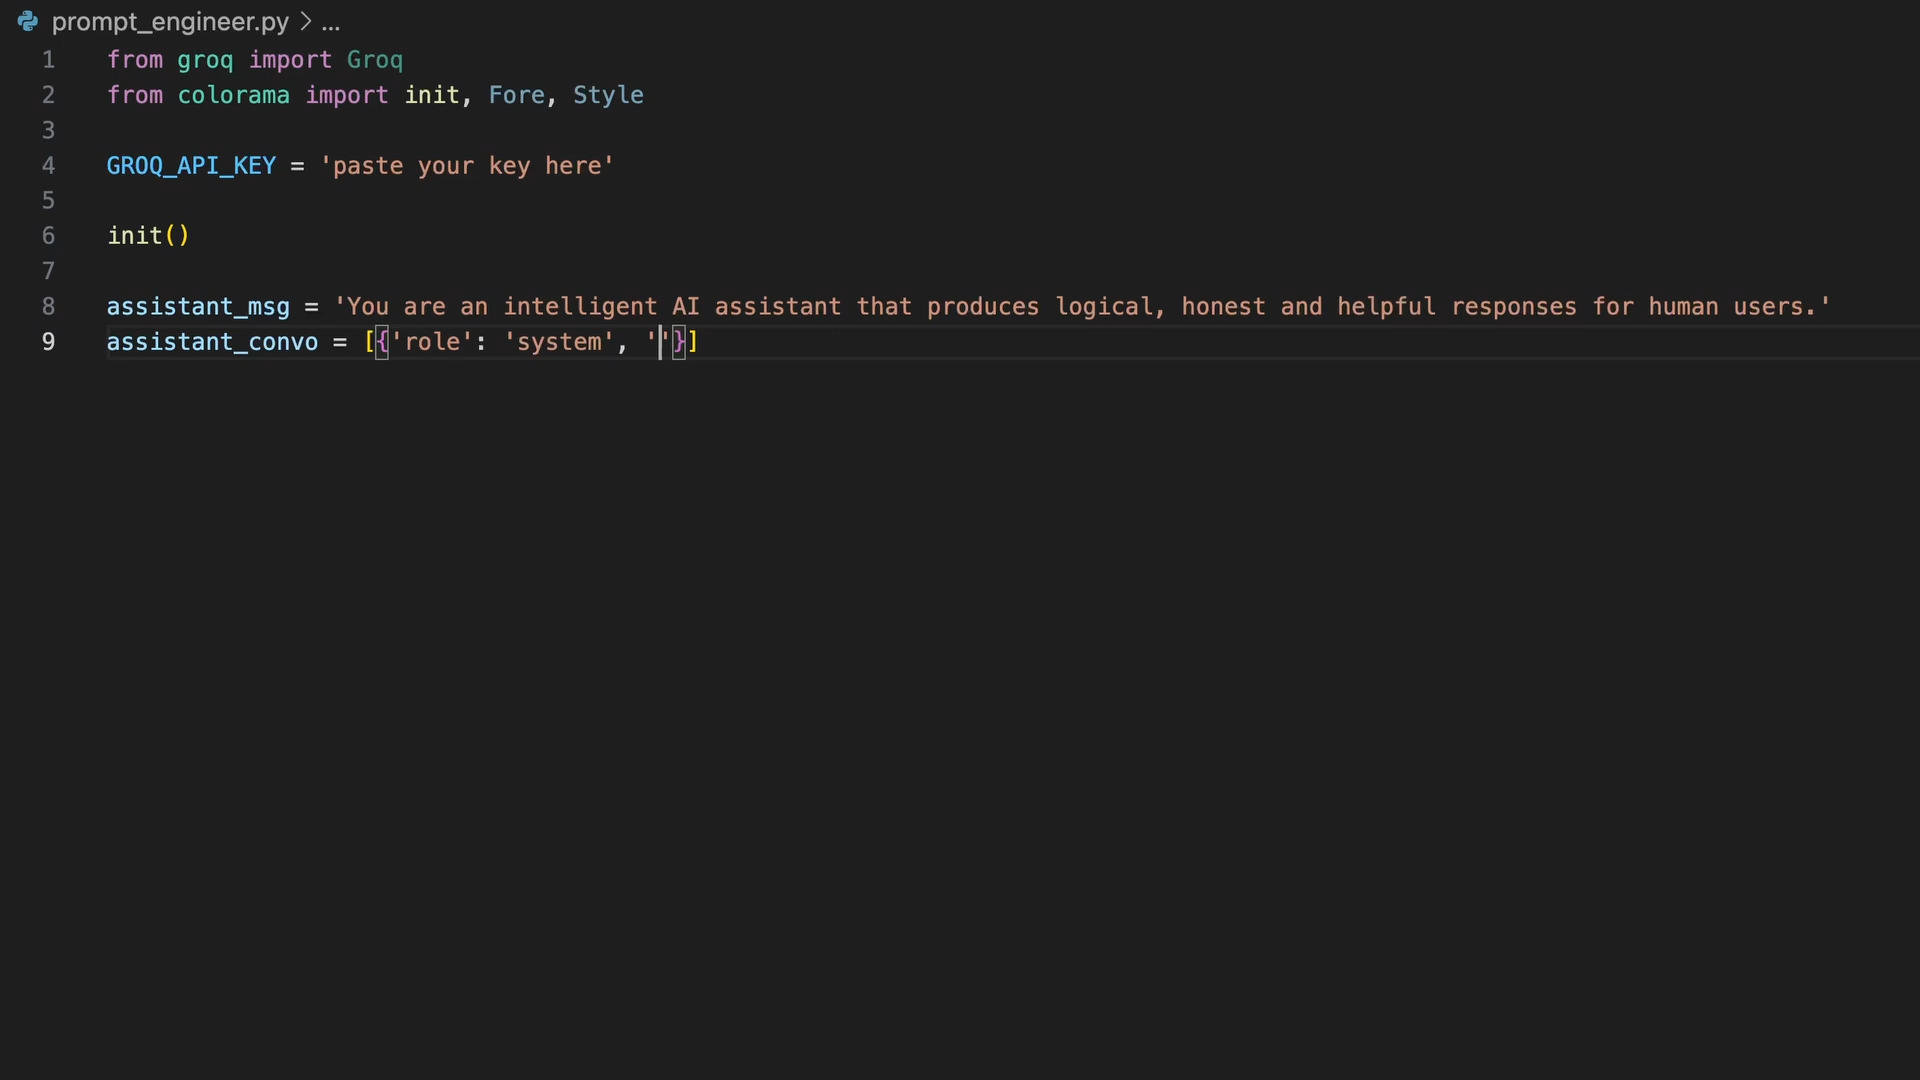 prompt_engineer.py > ...
1 from groq import Groq
2 from colorama import init, Fore, Style
3
4 GROQ_API_KEY = 'paste your key here'
5
6 init()
7
8 assistant_msg = 'You are an intelligent AI assistant that produces logical, honest and helpful responses for human users.'
9 assistant_convo = [{'role': 'system', ''}]